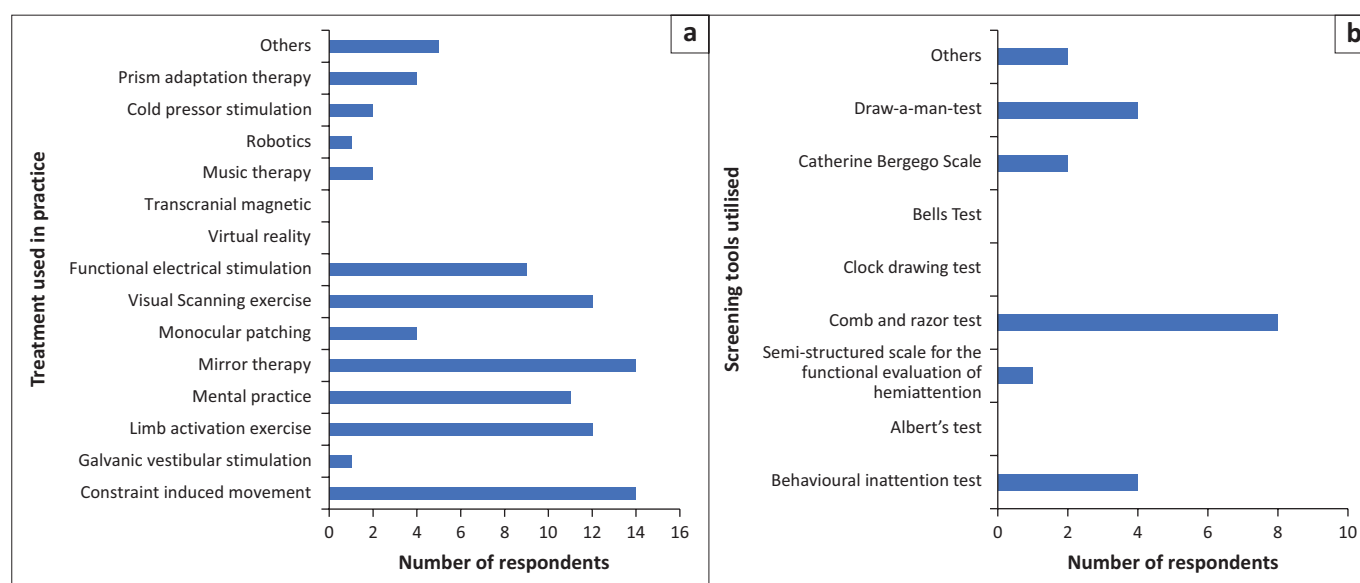 a
Treatment used in practice
Others
Prism adaptation therapy
Cold pressor stimulation
Robotics
Music therapy
Transcranial magnetic
Virtual reality
Functional electrical stimulation
Visual Scanning exercise
Monocular patching
Mirror therapy
Mental practice
Limb activation exercise
Galvanic vestibular stimulation
Constraint induced movement
0 2 4 6 8 10 12 14 16
Number of respondents
b
Screening tools utilised
Others
Draw-a-man-test
Catherine Bergego Scale
Bells Test
Clock drawing test
Comb and razor test
Semi-structured scale for the
functional evaluation of
hemiattention
Albert’s test
Behavioural inattention test
0 2 4 6 8 10
Number of respondents